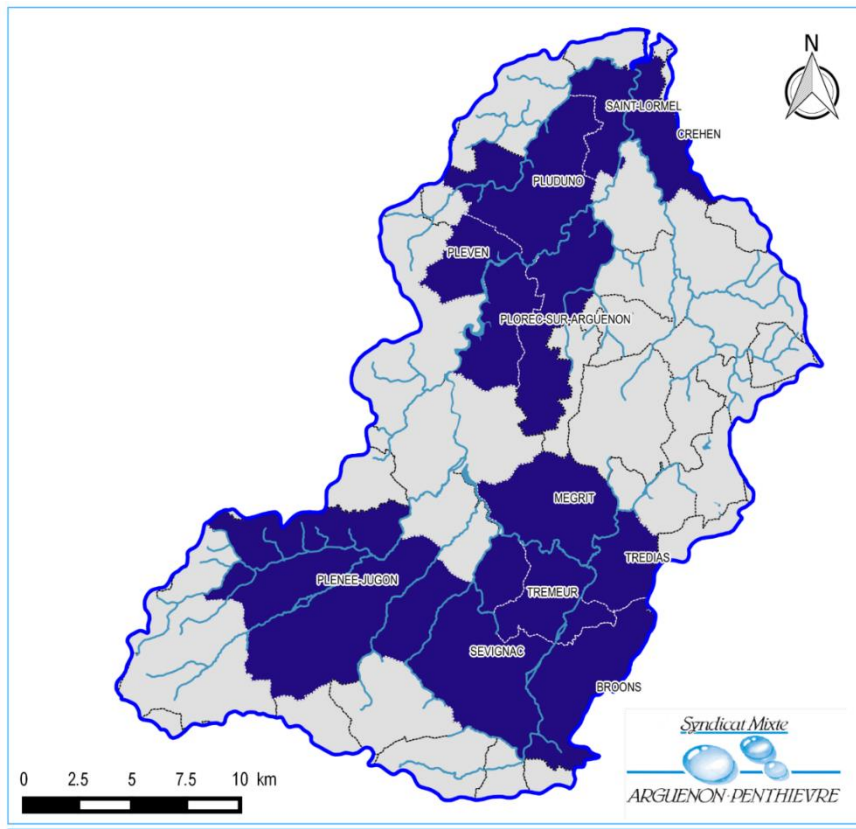 N
SAINT-LORMEL
CREHEN
PLUDUNO
PLEVEN
PLOREC-SUR-ARGUENON
MEGRIT
TREDIAS
PLENEE-JUGON
TREMEUR
SEVIGNAC
BROONS
Syndicat Mixte
ARGUENON-PENTHIEVRE
0 2.5 5 7.5 10 km